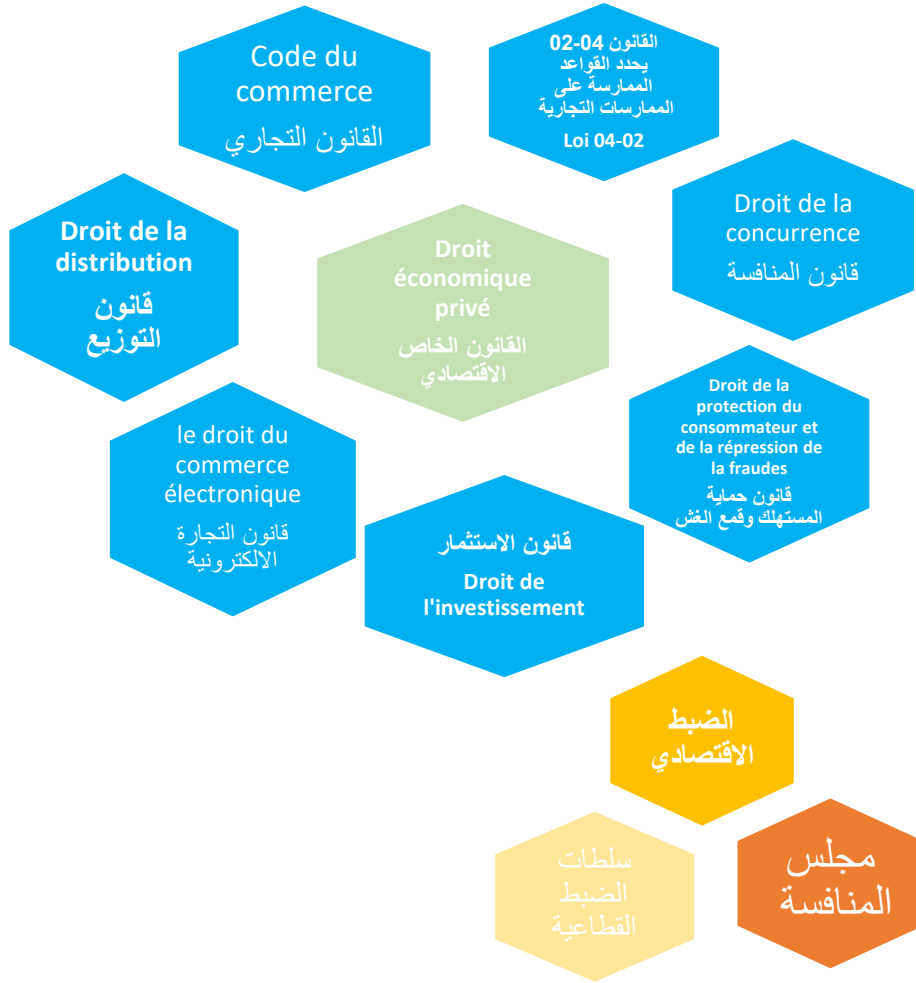 Code du
commerce
القانون التجاري
القانون 04-02
يحدد القواعد
الممارسة على
الممارسات التجارية
Loi 04-02
Droit de la
concurrence
قانون المنافسة
Droit de la
distribution
قانون
التوزيع
Droit
économique
privé
القانون الخاص
الاقتصادي
Droit de la
protection du
consommateur et
de la répression de
la fraudes
قانون حماية
المستهلك وقمع الغش
le droit du
commerce
électronique
قانون التجارة
الالكترونية
قانون الاستثمار
Droit de
l'investissement
الضبط
الاقتصادي
سلطات
الضبط
القطاعية
مجلس
المنافسة